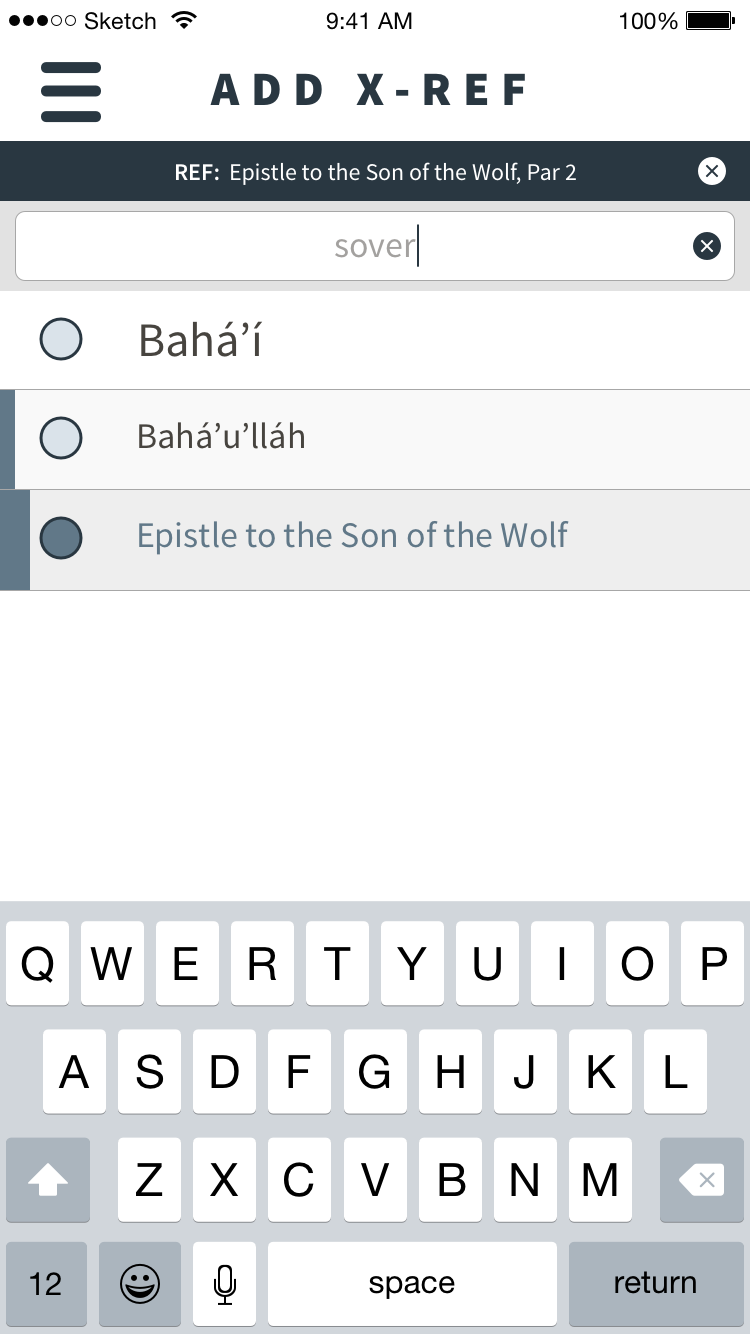 Sketch 9:41 AM 100%
ADD X-REF
REF: Epistle to the Son of the Wolf, Par 2
sover
Bahá’í
Bahá’u’lláh
Epistle to the Son of the Wolf
Q W E R T Y U I O P
A S D F G H J K L
Z X C V B N M
12 space return